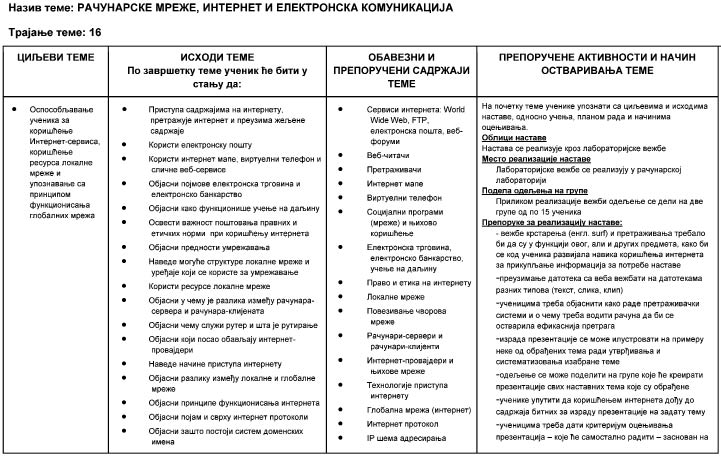 Назив теме: РАЧУНАРСКЕ МРЕЖЕ, ИНТЕРНЕТ И ЕЛЕКТРОНСКА КОМУНИКАЦИЈА
Трајање теме: 16
ЦИЉЕВИ ТЕМЕ
• Оспособљавање
ученика за
коришћење
Интернет-сервиса,
коришћење
ресурса локалне
мреже и
упознавање са
принципом
функционисања
глобалних мрежа
ИСХОДИ ТЕМЕ
По завршетку теме ученик ће бити у
стању да:
• Приступа садржајима на интернету,
претражује интернет и преузима жељене
садржаје
• Користи електронску пошту
• Користи интернет мапе, виртуелни телефон и
сличне веб-сервисе
• Објасни појмове електронска трговина и
електронско банкарство
• Објасни како функционише учење на даљину
• Освести важност поштовања правних и
етичких норми при коришћењу интернета
• Објасни предности умрежавања
• Наведе могуће структуре локалне мреже и
уређаје који се користе за умрежавање
• Користи ресурсе локалне мреже
• Објасни у чему је разлика између рачунара-
сервера и рачунара-клијената
• Објасни чему служи рутер и шта је рутирање
• Објасни који посао обављају интернет-
провајдери
• Наведе начине приступа интернету
• Објасни разлику између локалне и глобалне
мреже
• Објасни принципе функционисања интернета
• Објасни појам и сврху интернет протоколи
• Објасни зашто постоји систем доменских
имена
ОБАВЕЗНИ И
ПРЕПОРУЧЕНИ САДРЖАЈИ
ТЕМЕ
• Сервиси интернета: World
Wide Web, FTP,
електронска пошта, веб-
форуми
• Веб-читачи
• Претраживачи
• Интернет мапе
• Виртуелни телефон
• Социјални програми
(мреже) и њихово
коришћење
• Електронска трговина,
електронско банкарство,
учење на даљину
• Право и етика на интернету
• Локалне мреже
• Повезивање чворова
мреже
• Рачунари-сервери и
рачунари-клијенти
• Интернет-провајдери и
њихове мреже
• Технологије приступа
интернету
• Глобална мрежа (интернет)
• Интернет протокол
• IP шема адресирања
ПРЕПОРУЧЕНЕ АКТИВНОСТИ И НАЧИН
ОСТВАРИВАЊА ТЕМЕ
На почетку теме ученике упознати са циљевима и исходима
наставе, односно учења, планом рада и начинима
оцењивања.
Облици наставе
Настава се реализује кроз лабораторијске вежбе
Место реализације наставе
Лабораторијске вежбе се реализују у рачунарској
лабораторији
Подела одељења на групе
Приликом реализације вежби одељење се дели на две
групе од по 15 ученика
Препоруке за реализацију наставе:
- вежбе крстарења (енгл. surf) и претраживања требало
би да су у функцији овог, али и других предмета, како би
се код ученика развијала навика коришћења интернета
за прикупљање информација за потребе наставе
-преузимање датотека са веба вежбати на датотекама
разних типова (текст, слика, клип)
-ученицима треба објаснити како раде претраживачки
системи и о чему треба водити рачуна да би се
остварила ефикаснија претрага
-израда презентације се може илустровати на примеру
неке од обрађених тема ради утврђивања и
систематизовања изабране теме
-одељење се може поделити на групе које ће креирати
презентације свих наставних тема које су обрађене
-ученике упутити да коришћењем интернета дођу до
садржаја битних за израду презентације на задату тему
-ученицима треба дати критеријум оцењивања
презентација – које ће самостално радити – заснован на